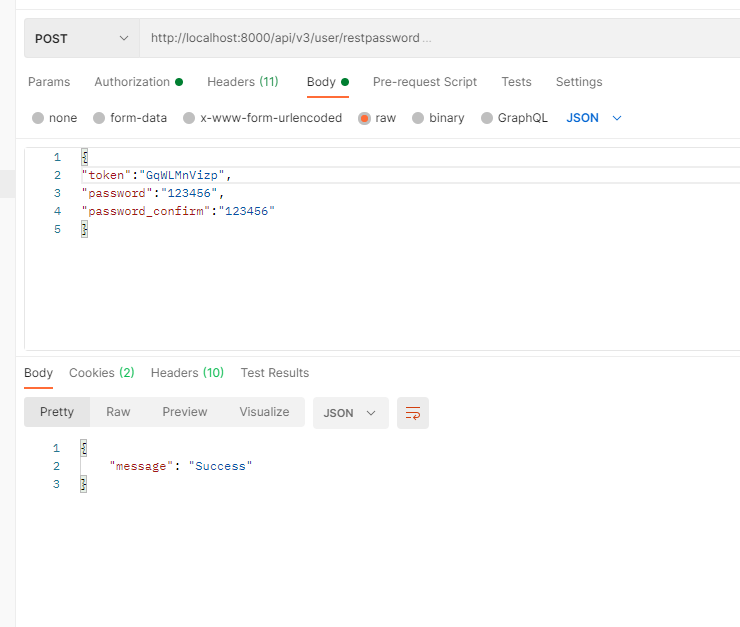 POST http://localhost:8000/api/v3/user/restpassword ...
Params Authorization Headers (11) Body Pre-request Script Tests Settings
none form-data x-www-form-urlencoded raw binary GraphQL JSON
1 {
2 "token":"GqWLMnVizp",
3 "password":"123456",
4 "password_confirm":"123456"
5 }
Body Cookies (2) Headers (10) Test Results
Pretty Raw Preview Visualize JSON
1 {
2 "message": "Success"
3 }